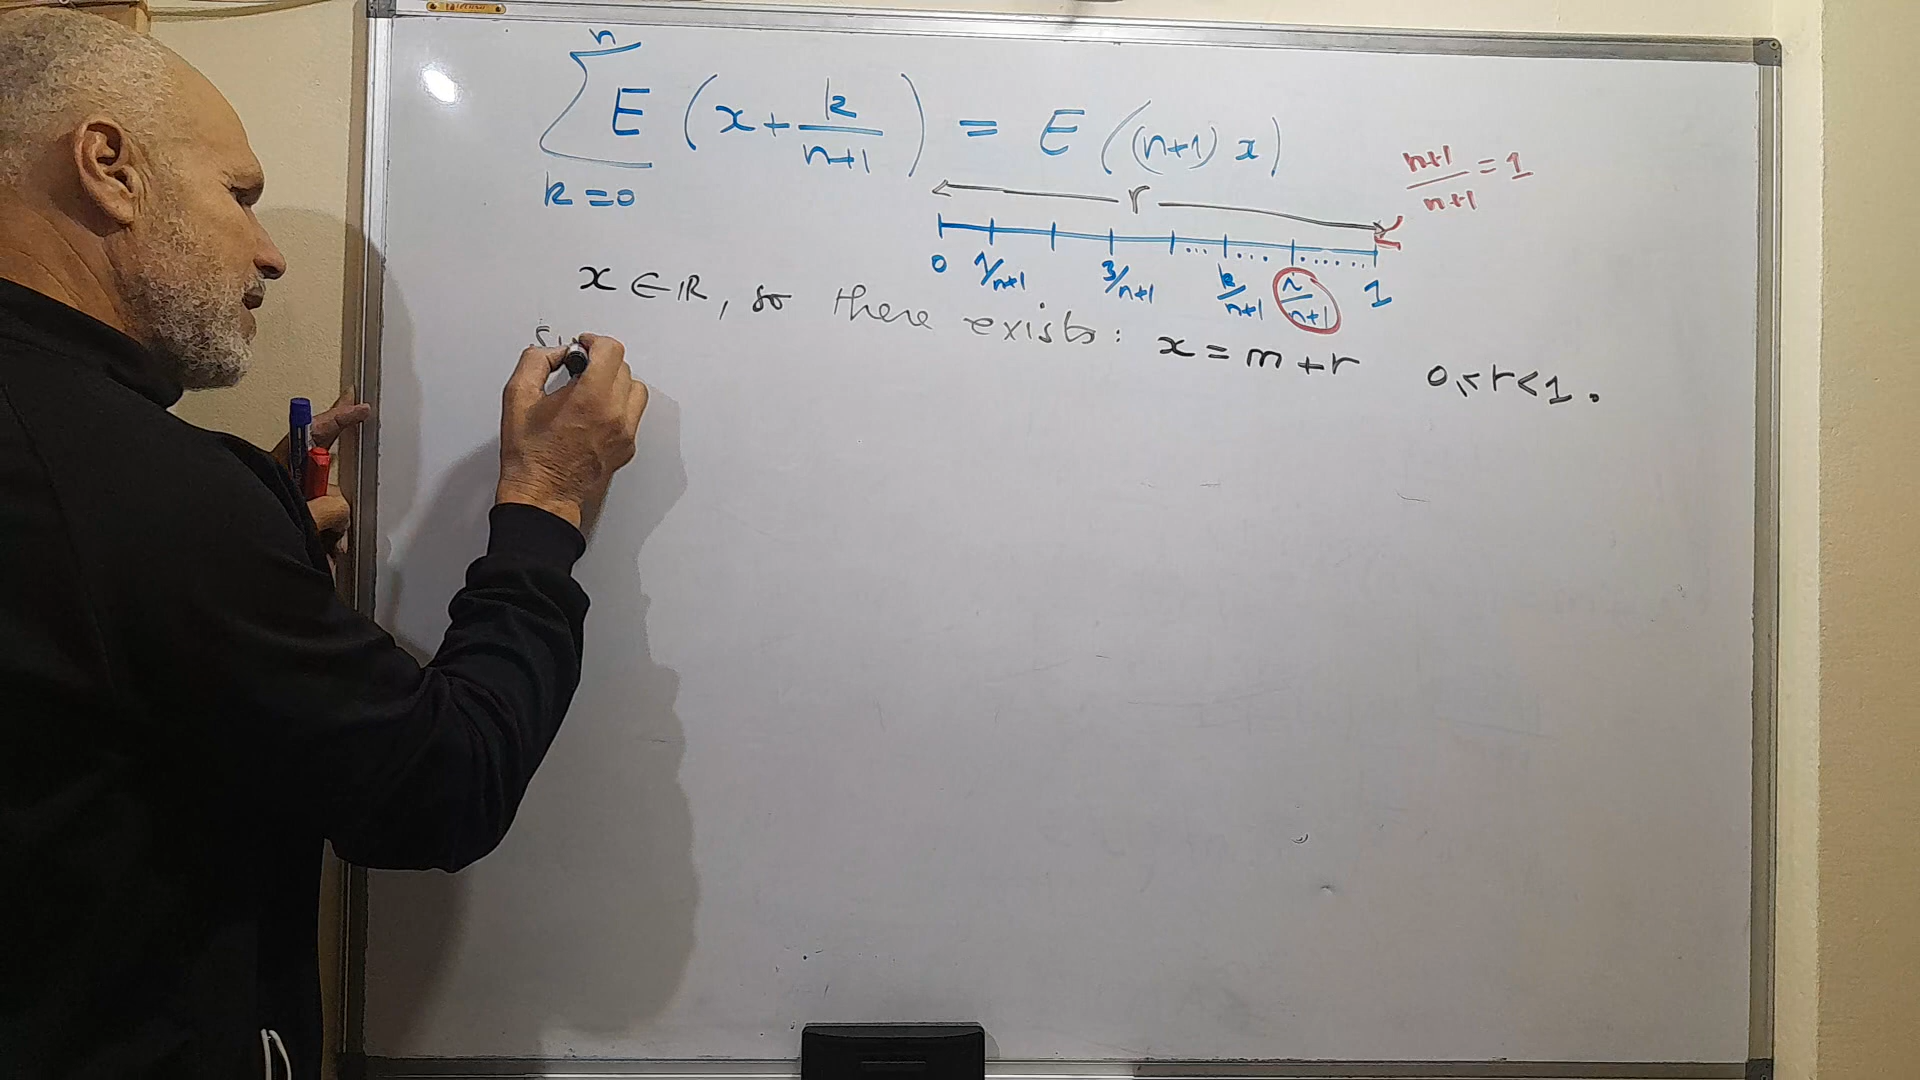 n
∑ E ( x + k/n+1 ) = E ( (n+1) x )
k=0
n+1/n+1 = 1
r
0 1/n+1 3/n+1 ... k/n+1 .... n/n+1 ...... 1
x ∈ ℝ, so there exists: x = m + r 0 ≤ r < 1 .